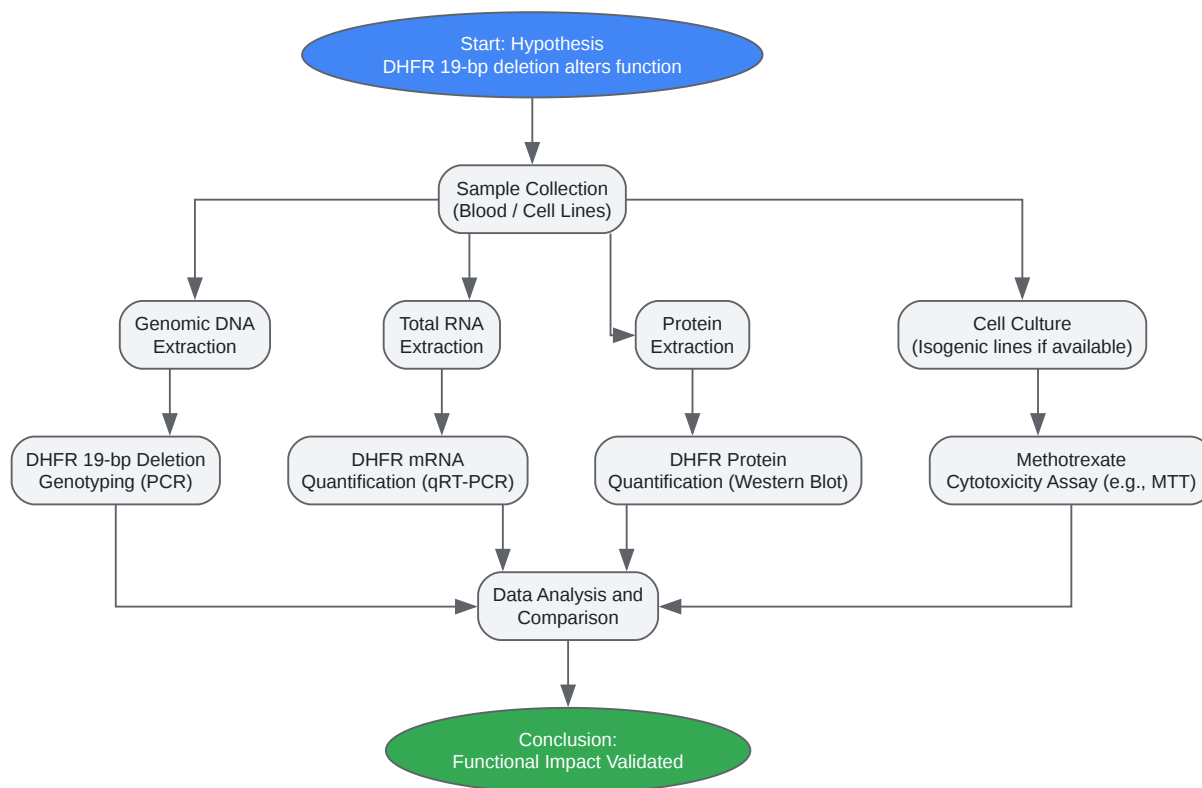 Start: Hypothesis
DHFR 19-bp deletion alters function
Sample Collection
(Blood / Cell Lines)
Genomic DNA
Extraction
Total RNA
Extraction
Protein
Extraction
Cell Culture
(Isogenic lines if available)
DHFR 19-bp Deletion
Genotyping (PCR)
DHFR mRNA
Quantification (qRT-PCR)
DHFR Protein
Quantification (Western Blot)
Methotrexate
Cytotoxicity Assay (e.g., MTT)
Data Analysis and
Comparison
Conclusion:
Functional Impact Validated